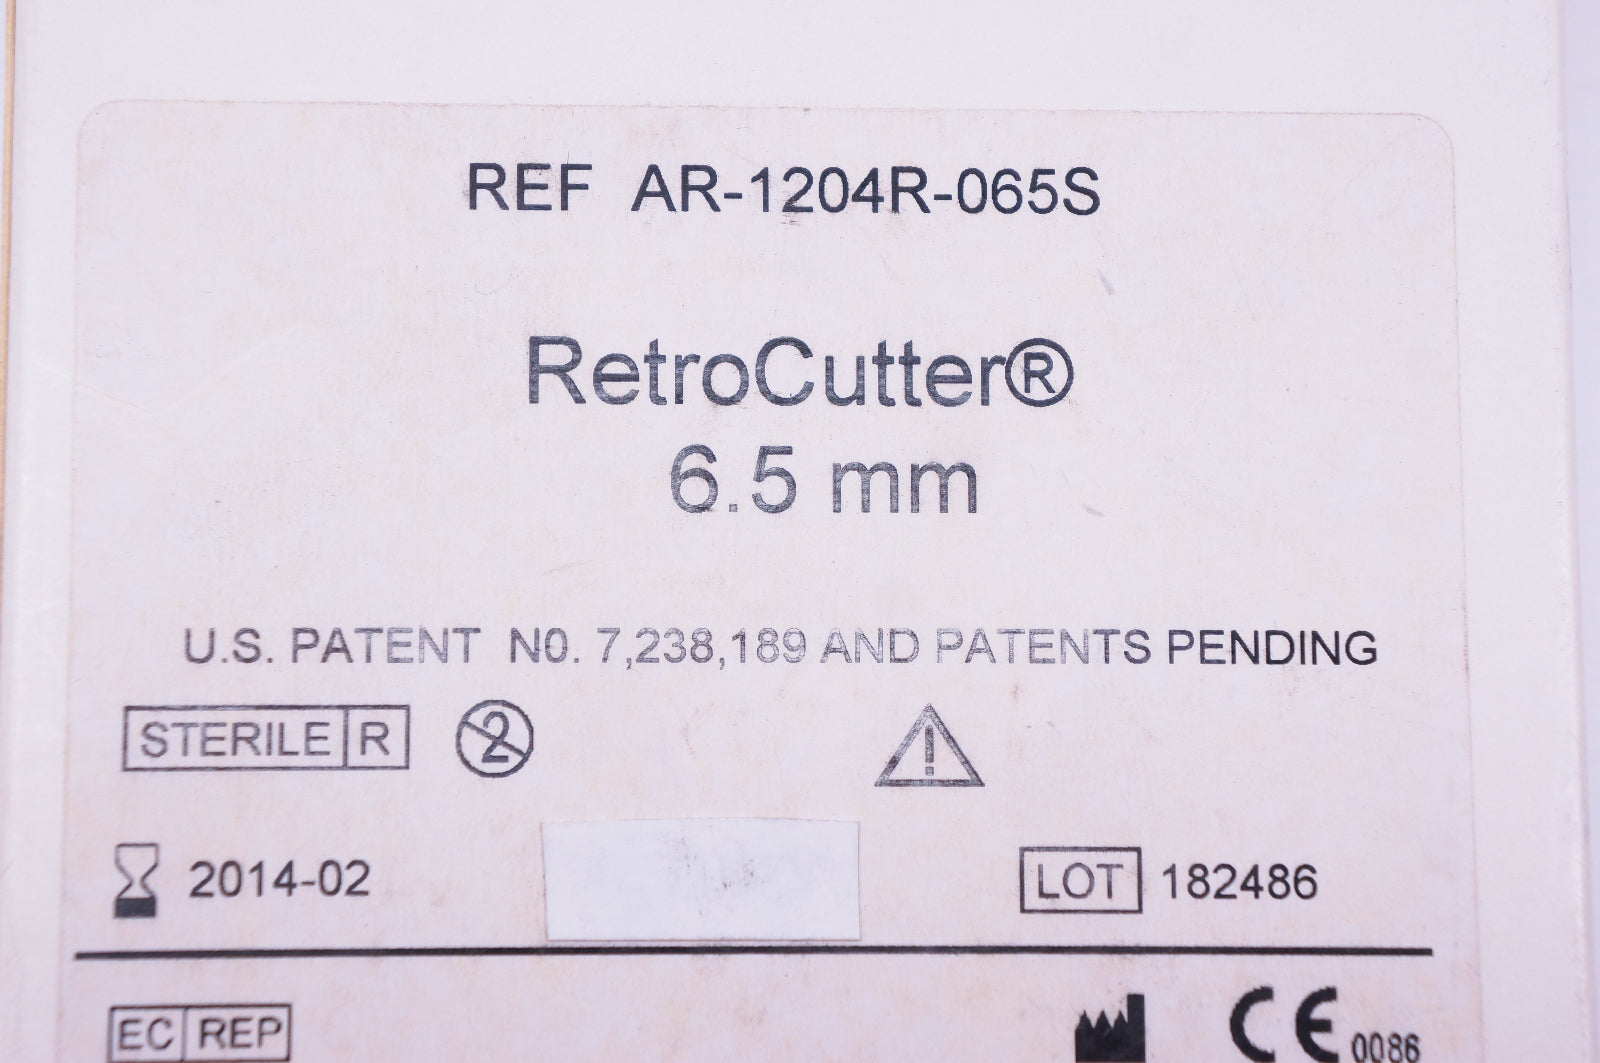 REF AR-1204R-065S
RetroCutter®
6.5 mm
U.S. PATENT N0. 7,238,189 AND PATENTS PENDING
STERILE R 2
2014-02 LOT 182486
EC REP CE 0086